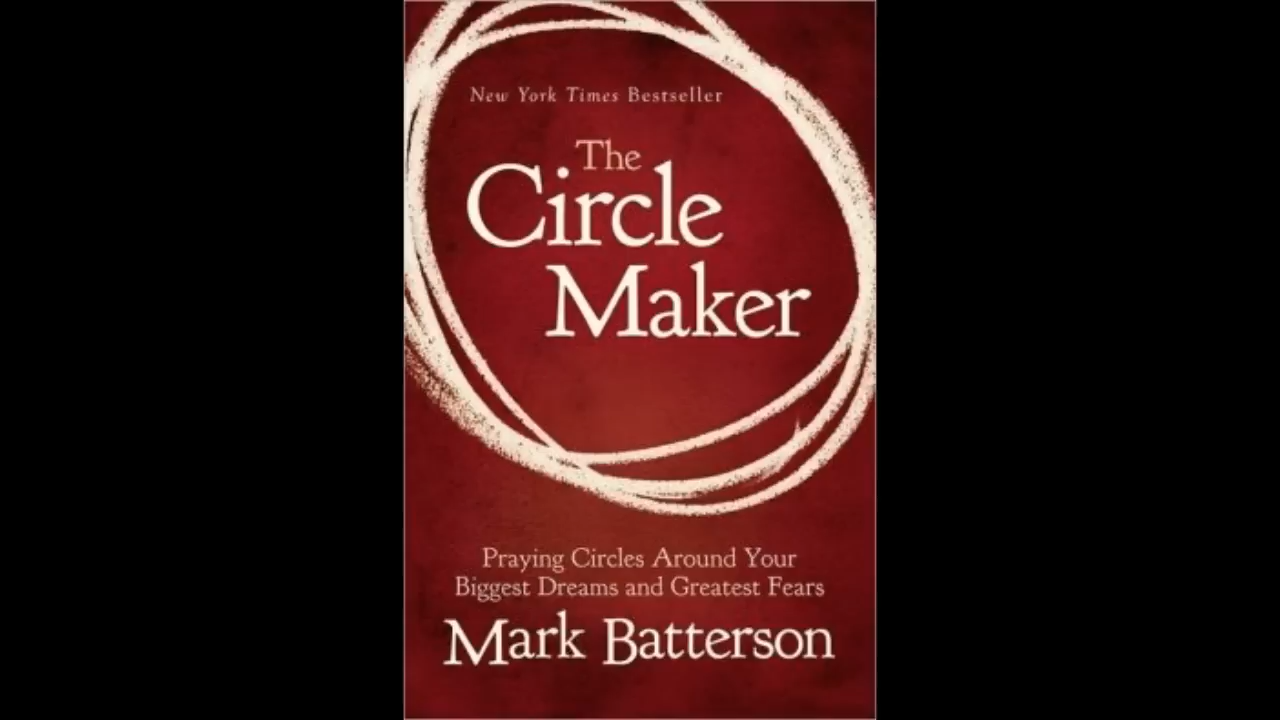 New York Times Bestseller
The
Circle
Maker
Praying Circles Around Your
Biggest Dreams and Greatest Fears
Mark Batterson